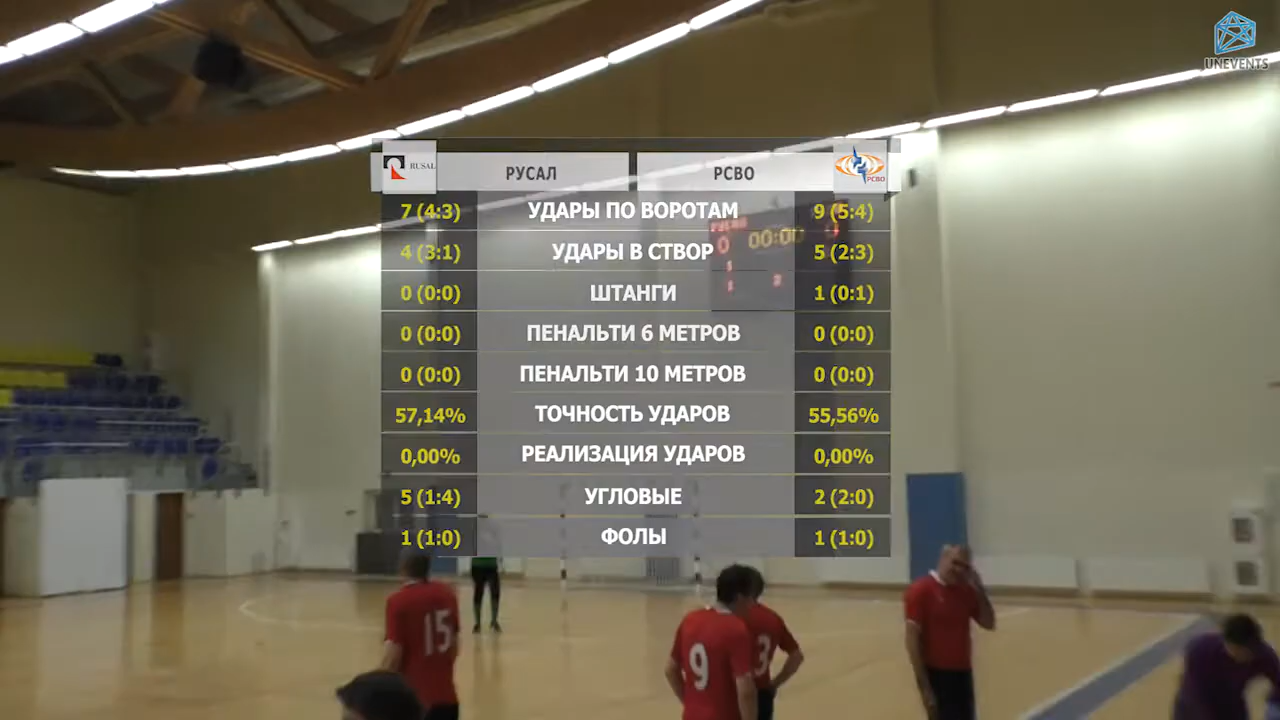 UNEVENTS
RUSAL РУСАЛ РСВО РСВО
7 (4:3) УДАРЫ ПО ВОРОТАМ 9 (5:4)
4 (3:1) УДАРЫ В СТВОР 5 (2:3)
0 (0:0) ШТАНГИ 1 (0:1)
0 (0:0) ПЕНАЛЬТИ 6 МЕТРОВ 0 (0:0)
0 (0:0) ПЕНАЛЬТИ 10 МЕТРОВ 0 (0:0)
57,14% ТОЧНОСТЬ УДАРОВ 55,56%
0,00% РЕАЛИЗАЦИЯ УДАРОВ 0,00%
5 (1:4) УГЛОВЫЕ 2 (2:0)
1 (1:0) ФОЛЫ 1 (1:0)
00:00
0
15
9
3